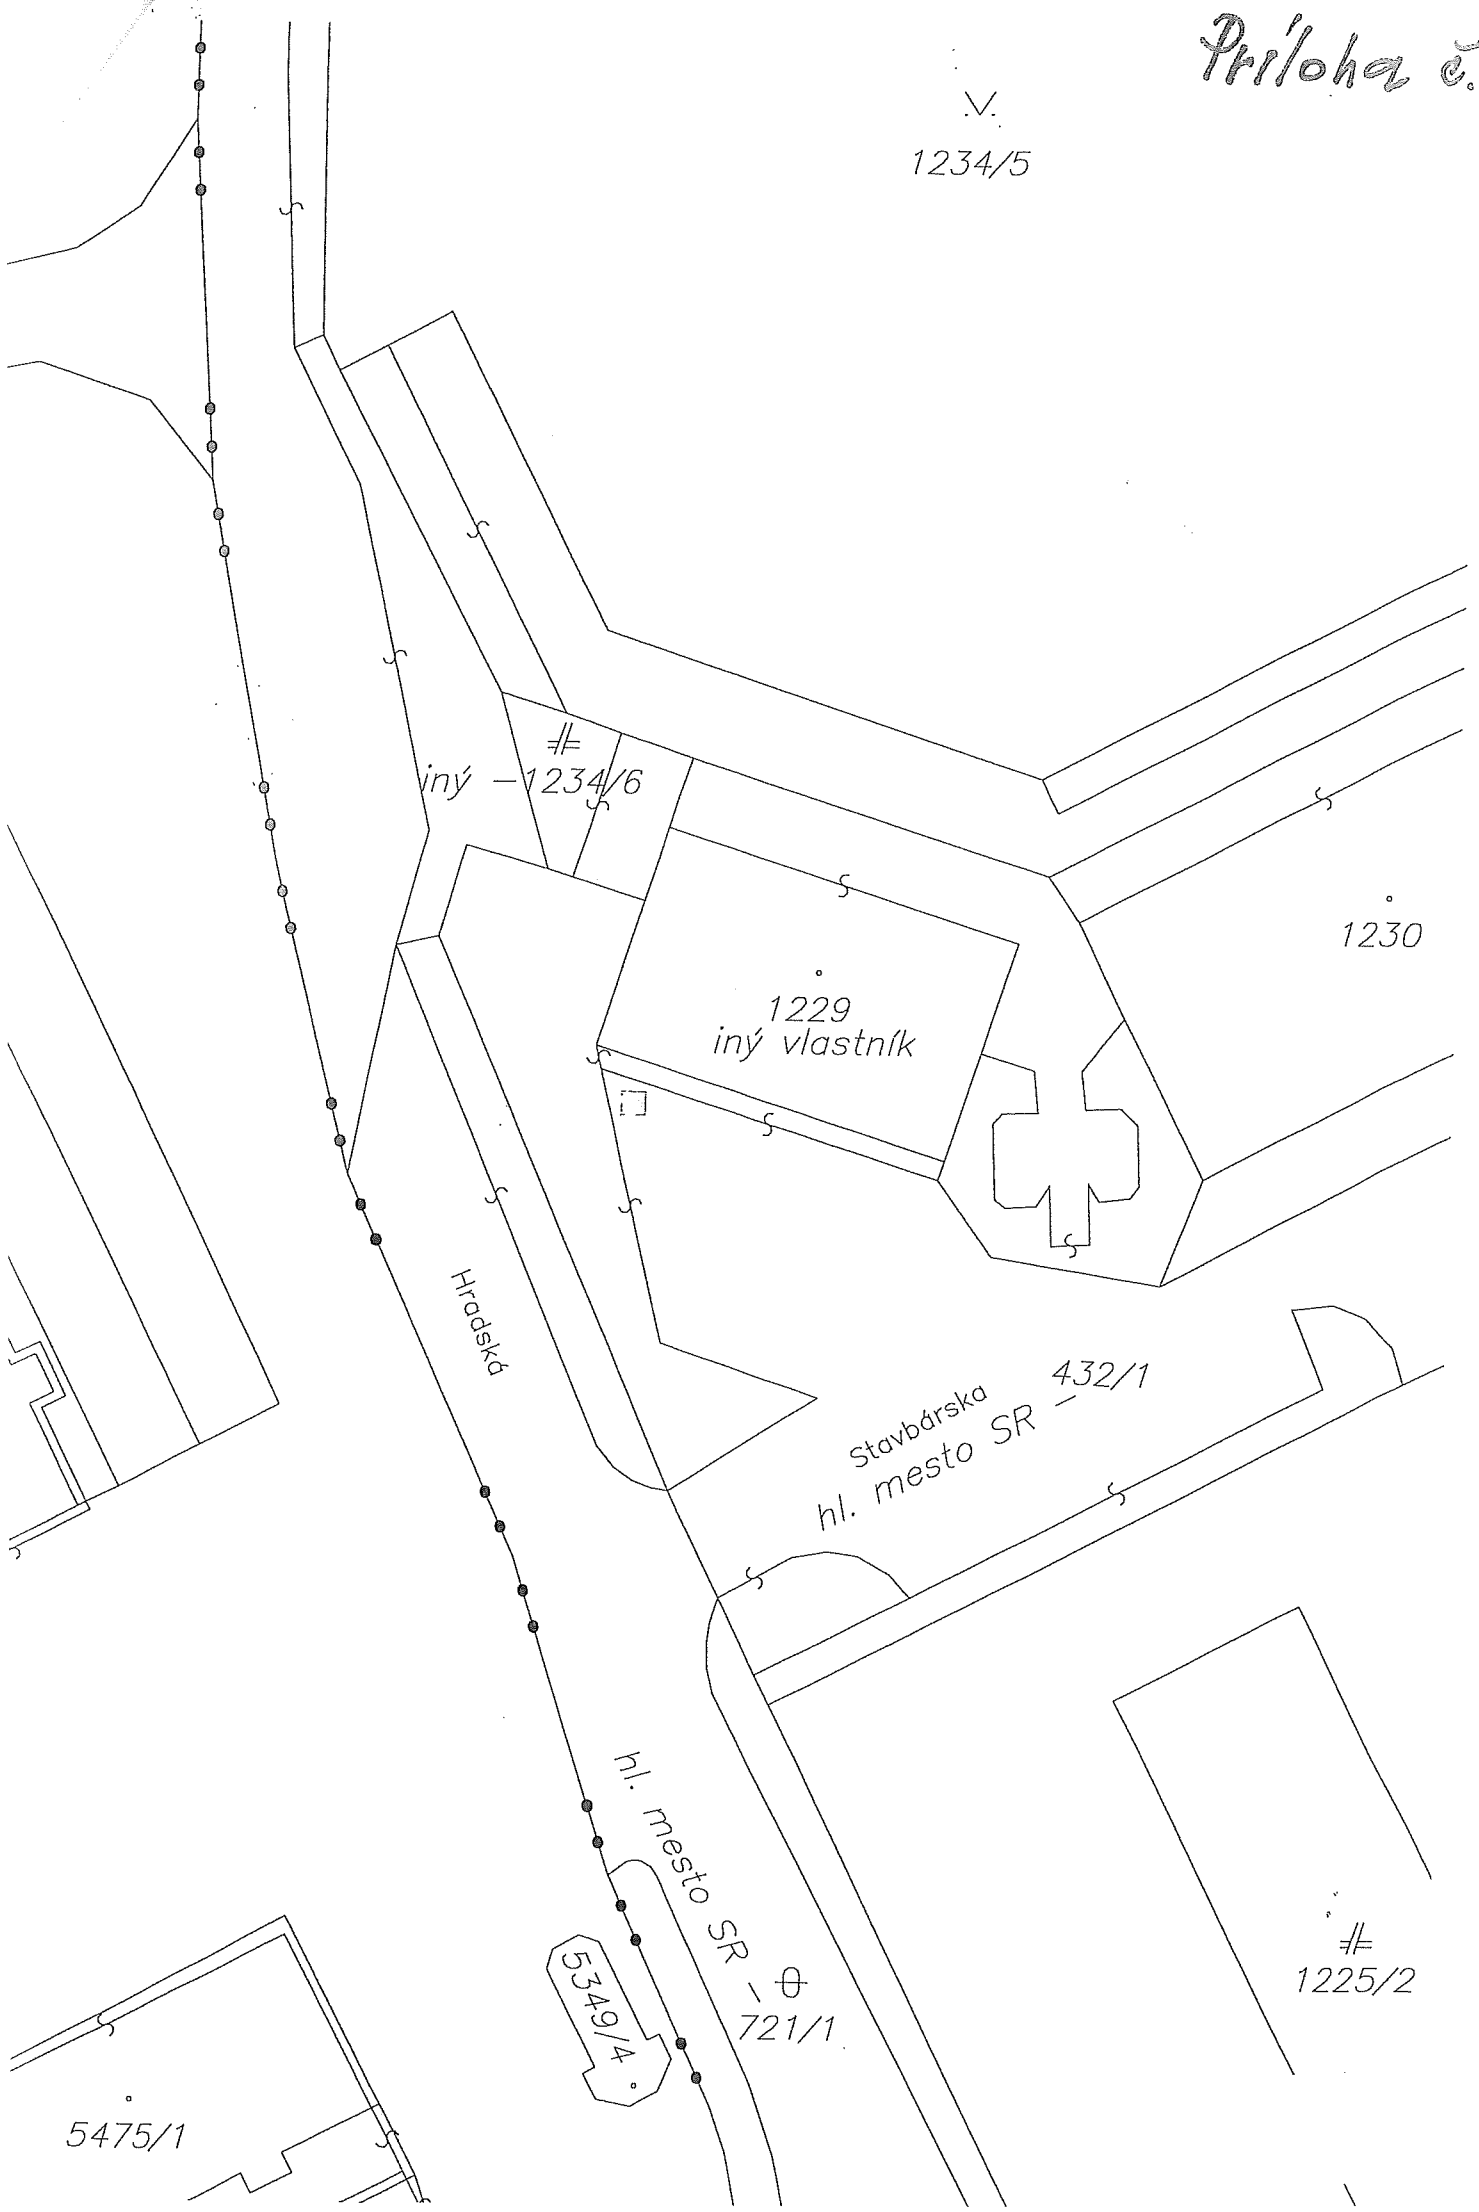 Príloha č.
1234/5
iný -1234/6
1230
1229
iný vlastník
Hradská
432/1
Stavbárska
hl. mesto SR -
hl. mesto SR -
721/1
5349/4
1225/2
5475/1